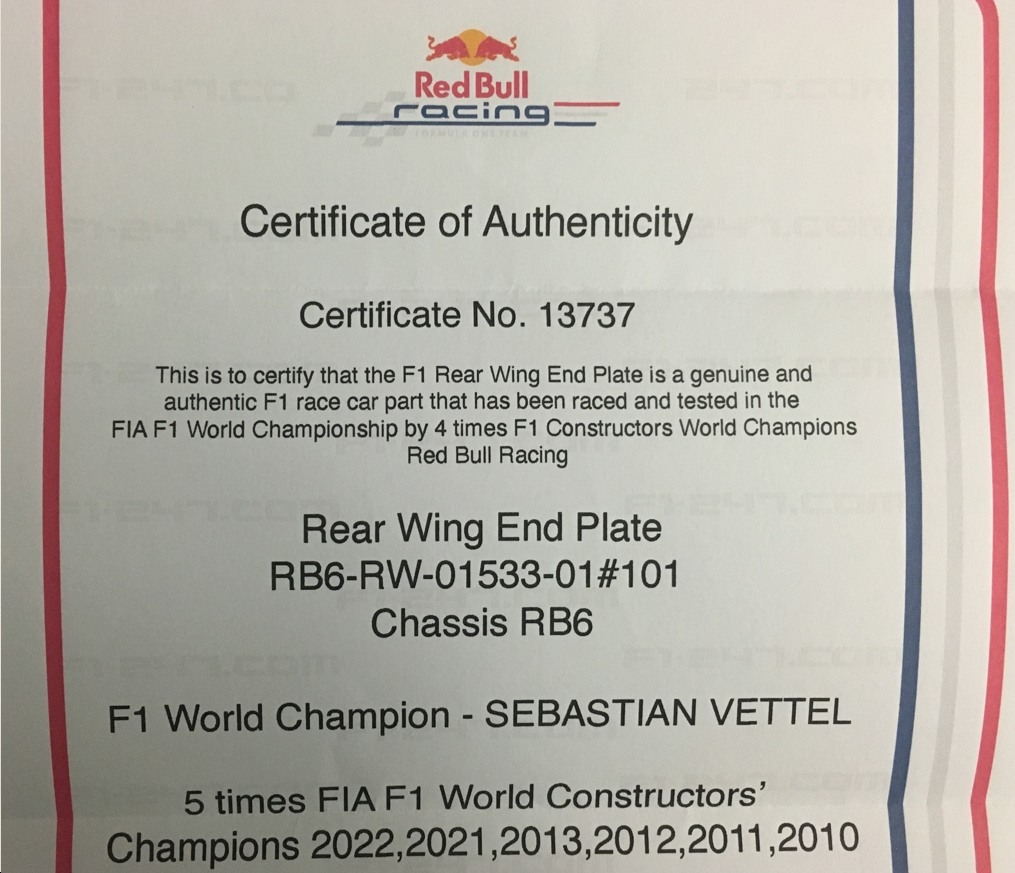 Red Bull
racing
FORMULA ONE TEAM
Certificate of Authenticity
Certificate No. 13737
This is to certify that the F1 Rear Wing End Plate is a genuine and
authentic F1 race car part that has been raced and tested in the
FIA F1 World Championship by 4 times F1 Constructors World Champions
Red Bull Racing
Rear Wing End Plate
RB6-RW-01533-01#101
Chassis RB6
F1 World Champion - SEBASTIAN VETTEL
5 times FIA F1 World Constructors'
Champions 2022,2021,2013,2012,2011,2010